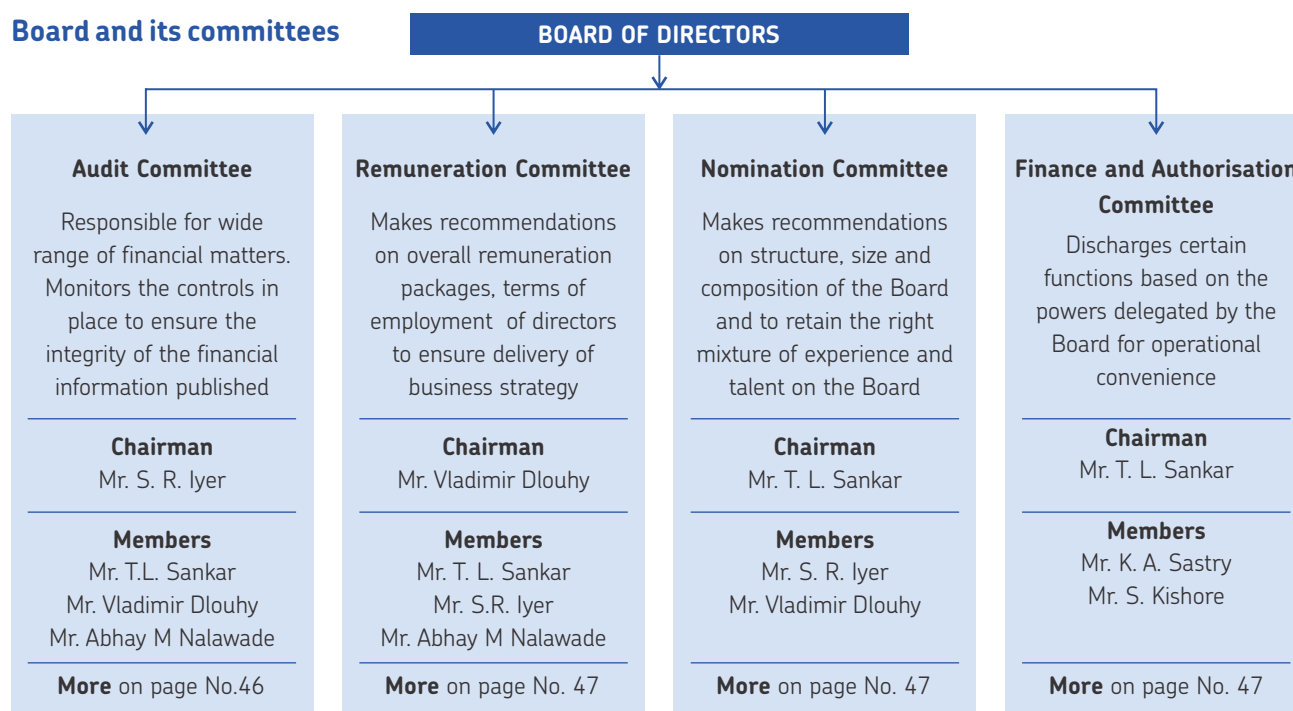 Board and its committees
BOARD OF DIRECTORS
Audit Committee
Responsible for wide
range of financial matters.
Monitors the controls in
place to ensure the
integrity of the financial
information published
Chairman
Mr. S. R. Iyer
Members
Mr. T.L. Sankar
Mr. Vladimir Dlouhy
Mr. Abhay M Nalawade
More on page No.46
Remuneration Committee
Makes recommendations
on overall remuneration
packages, terms of
employment of directors
to ensure delivery of
business strategy
Chairman
Mr. Vladimir Dlouhy
Members
Mr. T. L. Sankar
Mr. S.R. Iyer
Mr. Abhay M Nalawade
More on page No. 47
Nomination Committee
Makes recommendations
on structure, size and
composition of the Board
and to retain the right
mixture of experience and
talent on the Board
Chairman
Mr. T. L. Sankar
Members
Mr. S. R. Iyer
Mr. Vladimir Dlouhy
More on page No. 47
Finance and Authorisation
Committee
Discharges certain
functions based on the
powers delegated by the
Board for operational
convenience
Chairman
Mr. T. L. Sankar
Members
Mr. K. A. Sastry
Mr. S. Kishore
More on page No. 47